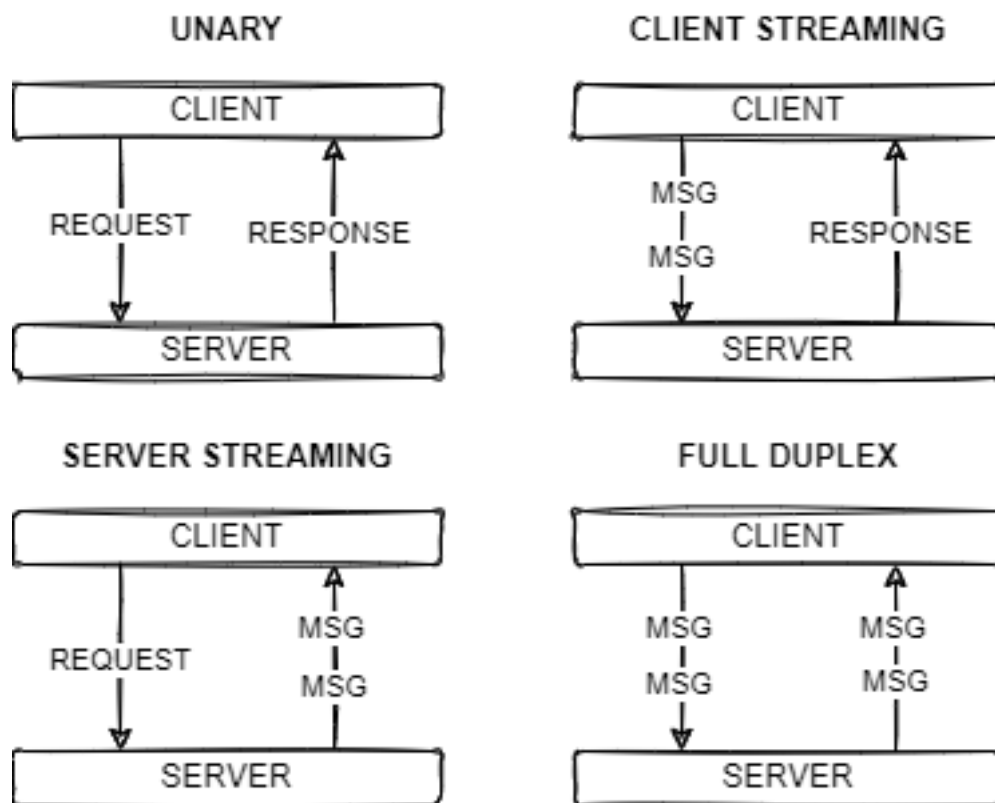 UNARY
CLIENT
REQUEST
RESPONSE
SERVER
CLIENT STREAMING
CLIENT
MSG
MSG
RESPONSE
SERVER
SERVER STREAMING
CLIENT
REQUEST
MSG
MSG
SERVER
FULL DUPLEX
CLIENT
MSG
MSG
MSG
MSG
SERVER